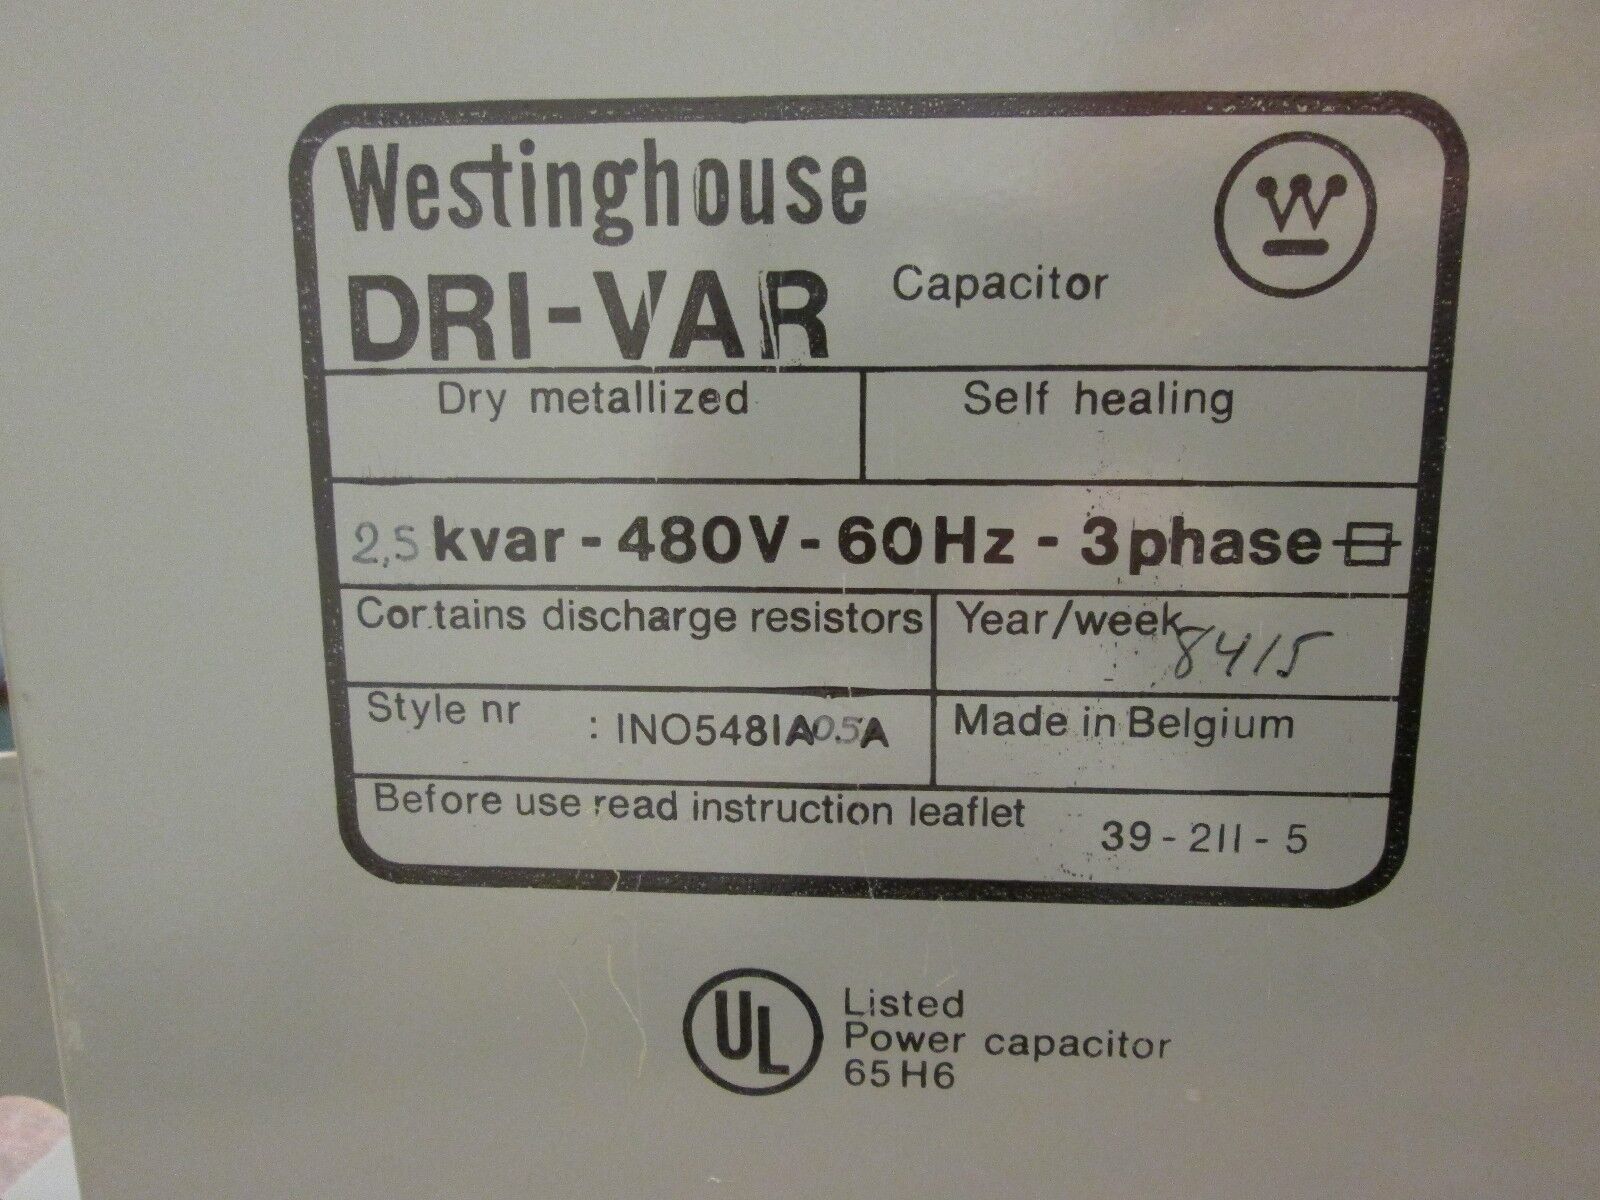 Westinghouse
W
DRI-VAR Capacitor
Dry metallized Self healing
2,5 kvar - 480V - 60Hz - 3phase
Contains discharge resistors Year/week 8415
Style nr : INO548IA05A Made in Belgium
Before use read instruction leaflet 39-211-5
UL Listed
Power capacitor
65H6